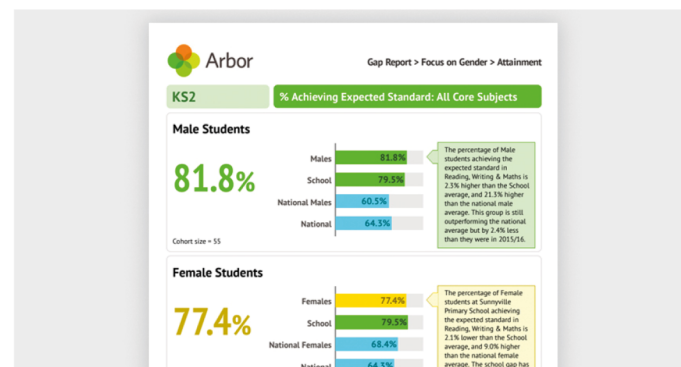 Arbor
Gap Report > Focus on Gender > Attainment
KS2
% Achieving Expected Standard: All Core Subjects
Male Students
81.8%
Males 81.8%
School 79.5%
National Males 60.5%
National 64.3%
Cohort size = 55
The percentage of Male
students achieving the
expected standard in
Reading, Writing & Maths is
2.3% higher than the School
average, and 21.3% higher
than the national male
average. This group is still
outperforming the national
average but by 2.4% less
than they were in 2015/16.
Female Students
77.4%
Females 77.4%
School 79.5%
National Females 68.4%
National 64.3%
The percentage of Female
students at Sunnyville
Primary School achieving
the expected standard in
Reading, Writing & Maths is
2.1% lower than the School
average, and 9.0% higher
than the national female
average. The school gap has